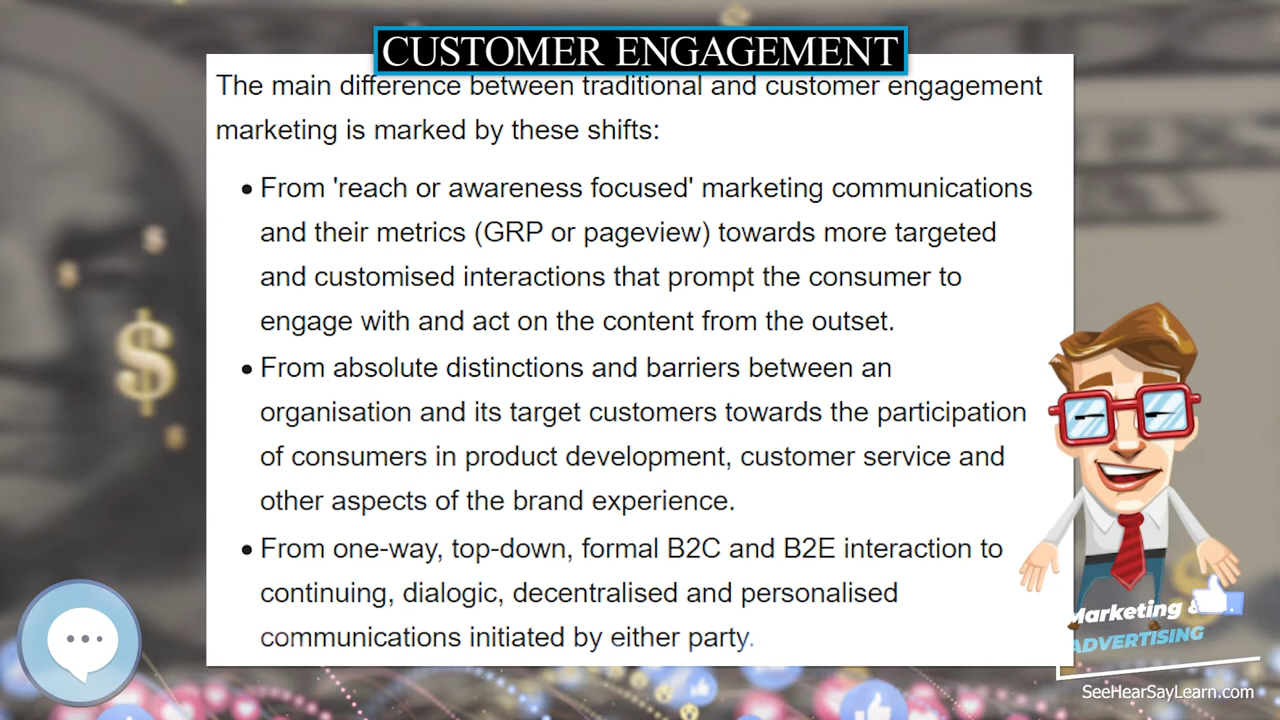 CUSTOMER ENGAGEMENT
The main difference between traditional and customer engagement
marketing is marked by these shifts:
• From 'reach or awareness focused' marketing communications
and their metrics (GRP or pageview) towards more targeted
and customised interactions that prompt the consumer to
engage with and act on the content from the outset.
• From absolute distinctions and barriers between an
organisation and its target customers towards the participation
of consumers in product development, customer service and
other aspects of the brand experience.
• From one-way, top-down, formal B2C and B2E interaction to
continuing, dialogic, decentralised and personalised
communications initiated by either party.
Marketing &
ADVERTISING
SeeHearSayLearn.com